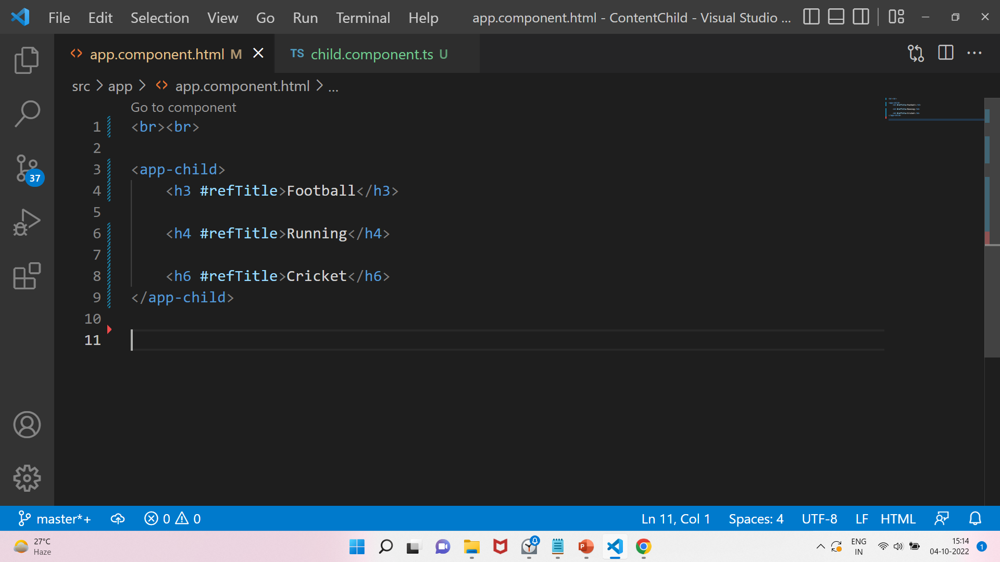 File Edit Selection View Go Run Terminal Help app.component.html - ContentChild - Visual Studio ...
app.component.html M TS child.component.ts U
src > app > app.component.html > ...
Go to component
1 <br><br>
2
3 <app-child>
4 <h3 #refTitle>Football</h3>
5
6 <h4 #refTitle>Running</h4>
7
8 <h6 #refTitle>Cricket</h6>
9 </app-child>
10
11
37
master*+ 0 0 Ln 11, Col 1 Spaces: 4 UTF-8 LF HTML
27°C
Haze
ENG
IN
15:14
04-10-2022
1